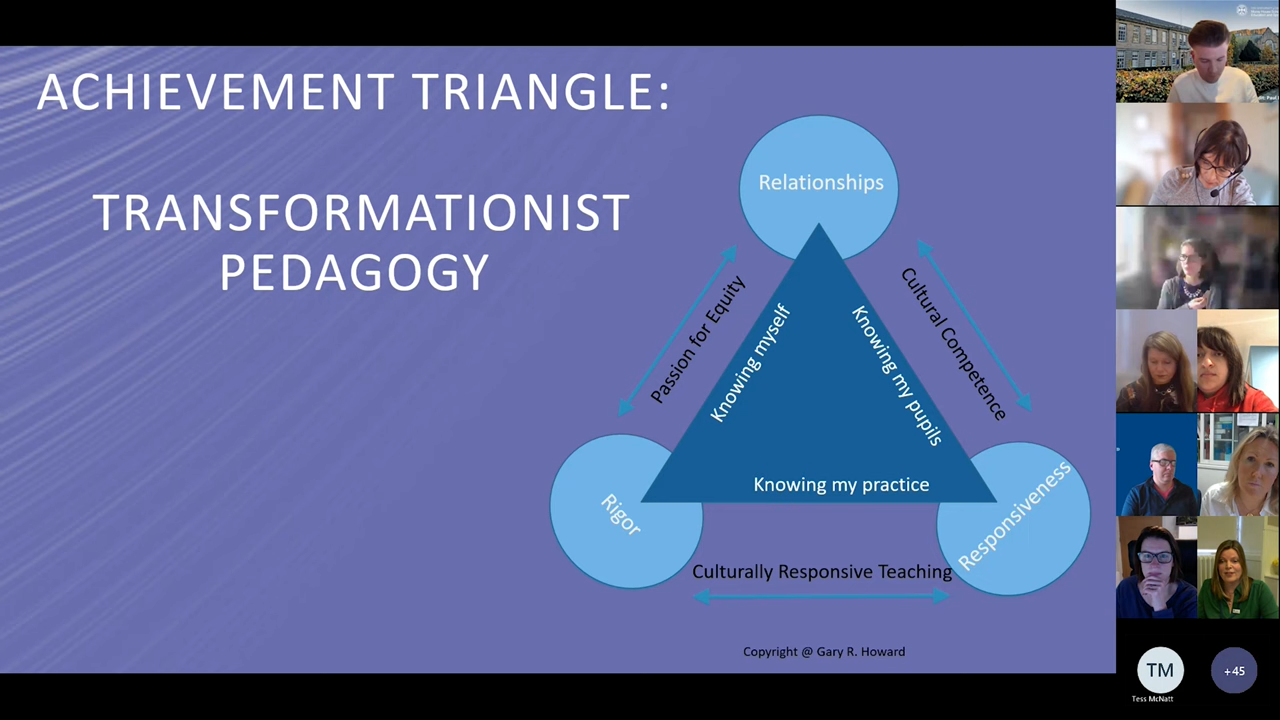 ACHIEVEMENT TRIANGLE:
TRANSFORMATIONIST
PEDAGOGY
Relationships
Passion for Equity
Knowing myself
Knowing my pupils
Cultural Competence
Knowing my practice
Rigor
Responsiveness
Culturally Responsive Teaching
Copyright @ Gary R. Howard
TM
Tess McNatt
+45